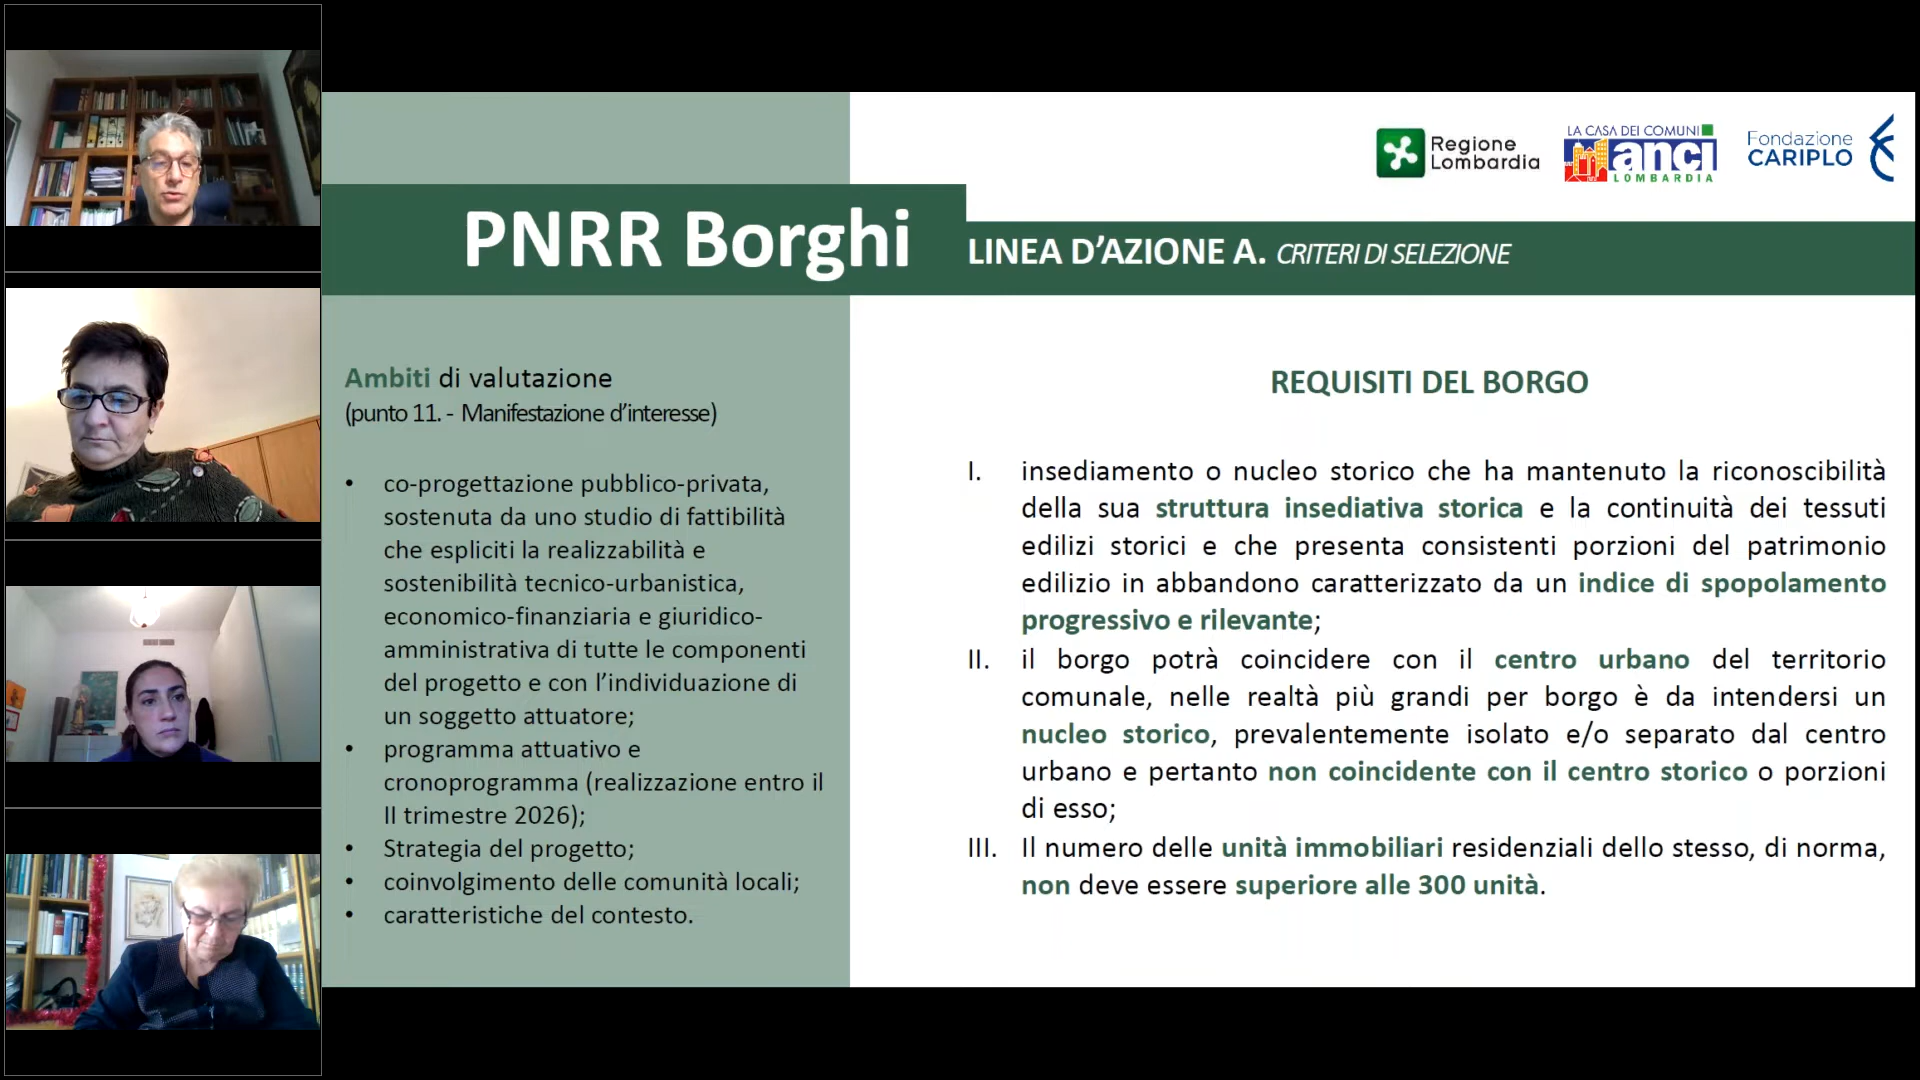 Regione
Lombardia
LA CASA DEI COMUNI
anci
LOMBARDIA
Fondazione
CARIPLO
PNRR Borghi
LINEA D’AZIONE A. CRITERI DI SELEZIONE
Ambiti di valutazione
(punto 11. - Manifestazione d’interesse)
• co-progettazione pubblico-privata,
sostenuta da uno studio di fattibilità
che espliciti la realizzabilità e
sostenibilità tecnico-urbanistica,
economico-finanziaria e giuridico-
amministrativa di tutte le componenti
del progetto e con l’individuazione di
un soggetto attuatore;
• programma attuativo e
cronoprogramma (realizzazione entro il
II trimestre 2026);
• Strategia del progetto;
• coinvolgimento delle comunità locali;
• caratteristiche del contesto.
REQUISITI DEL BORGO
I. insediamento o nucleo storico che ha mantenuto la riconoscibilità
della sua struttura insediativa storica e la continuità dei tessuti
edilizi storici e che presenta consistenti porzioni del patrimonio
edilizio in abbandono caratterizzato da un indice di spopolamento
progressivo e rilevante;
II. il borgo potrà coincidere con il centro urbano del territorio
comunale, nelle realtà più grandi per borgo è da intendersi un
nucleo storico, prevalentemente isolato e/o separato dal centro
urbano e pertanto non coincidente con il centro storico o porzioni
di esso;
III. Il numero delle unità immobiliari residenziali dello stesso, di norma,
non deve essere superiore alle 300 unità.